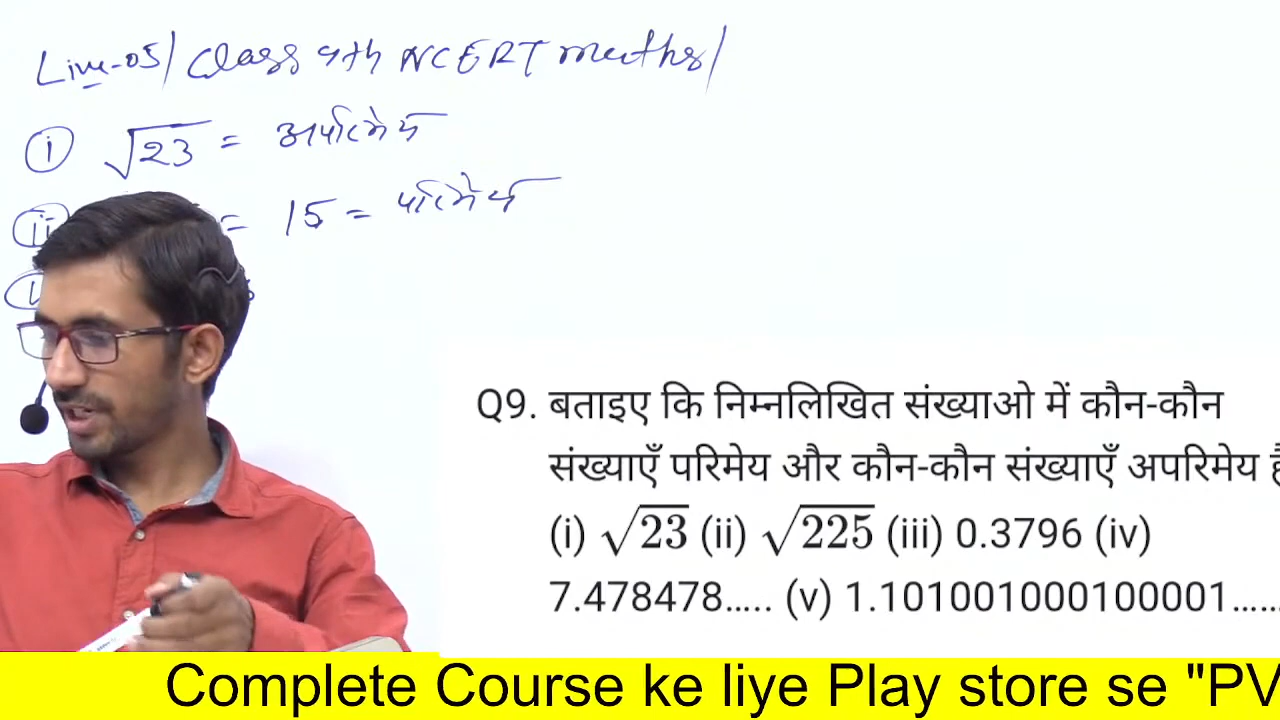 Live-05/ Class 9th NCERT maths/
(i) √23 = अपरिमेय
(ii) = 15 = परिमेय
Q9. बताइए कि निम्नलिखित संख्याओ में कौन-कौन
संख्याएँ परिमेय और कौन-कौन संख्याएँ अपरिमेय
(i) √23 (ii) √225 (iii) 0.3796 (iv)
7.478478..... (v) 1.101001000100001......
Complete Course ke liye Play store se "PV